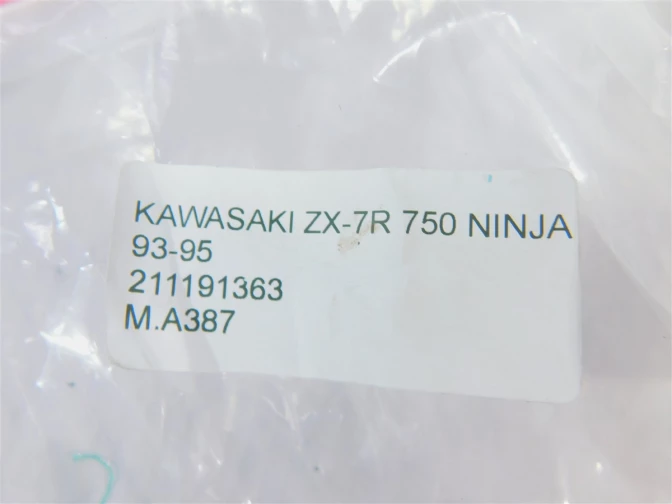 KAWASAKI ZX-7R 750 NINJA
93-95
211191363
M.A387